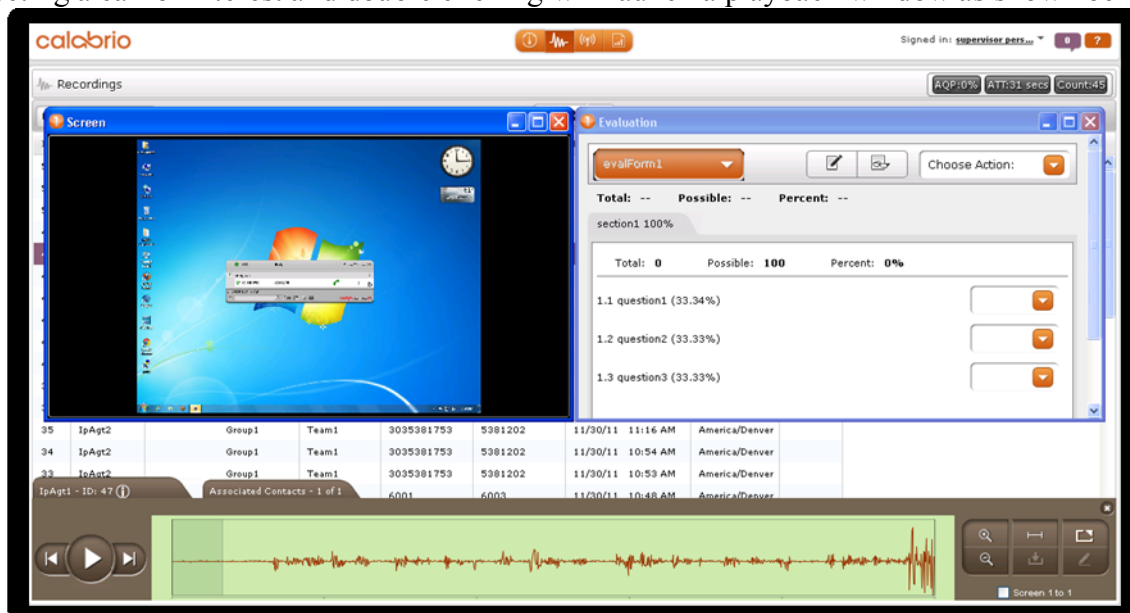 calabrio
Signed in: supervisor pers...
0
?
Recordings
AQP:0% ATT:31 secs Count:45
Screen
Evaluation
evalForm1
Choose Action:
Total: -- Possible: -- Percent: --
section1 100%
Total: 0 Possible: 100 Percent: 0%
1.1 question1 (33.34%)
1.2 question2 (33.33%)
1.3 question3 (33.33%)
35 IpAgt2 Group1 Team1 3035381753 5381202 11/30/11 11:16 AM America/Denver
34 IpAgt2 Group1 Team1 3035381753 5381202 11/30/11 10:54 AM America/Denver
33 IpAgt2 Group1 Team1 3035381753 5381202 11/30/11 10:53 AM America/Denver
6001 6003 11/30/11 10:48 AM America/Denver
IpAgt1 - ID: 47
Associated Contacts - 1 of 1
Screen 1 to 1